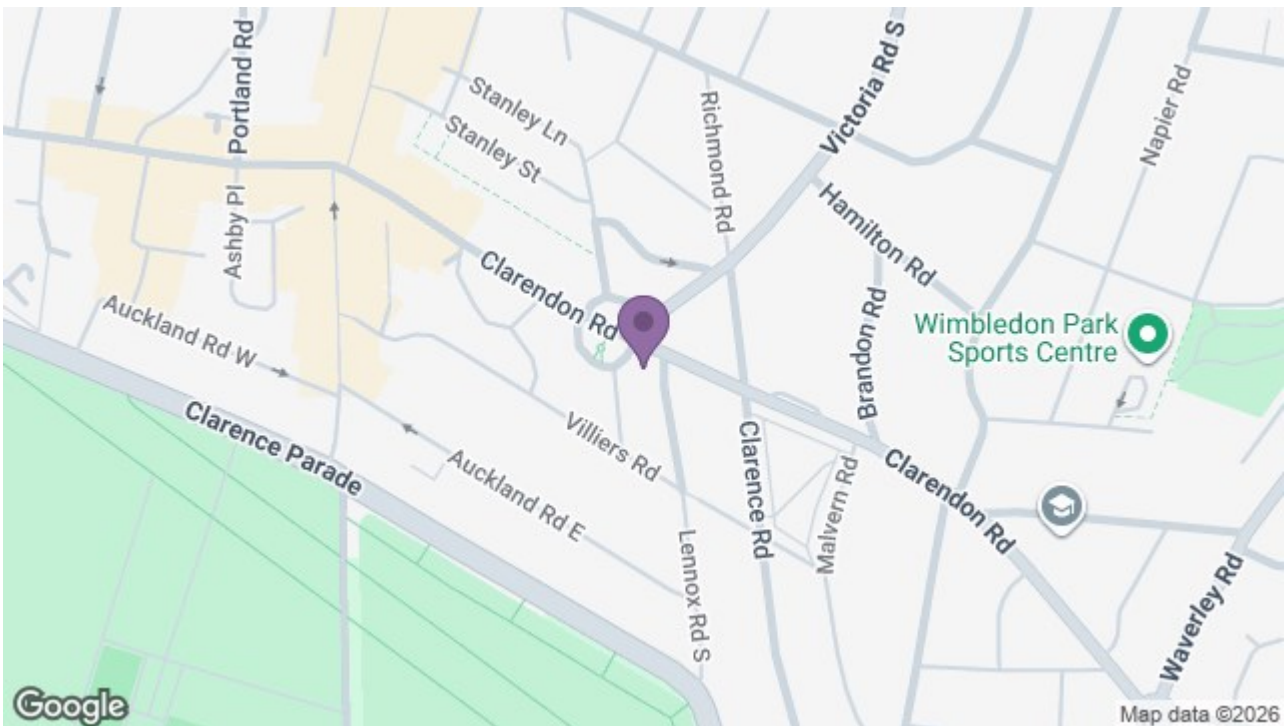 Portland Rd
Ashby Pl
Stanley Ln
Stanley St
Richmond Rd
Victoria Rd S
Napier Rd
Hamilton Rd
Brandon Rd
Clarendon Rd
Auckland Rd W
Wimbledon Park
Sports Centre
Clarence Parade
Villiers Rd
Auckland Rd E
Clarence Rd
Malvern Rd
Clarendon Rd
Lennox Rd S
Waverley Rd
Google
Map data ©2026